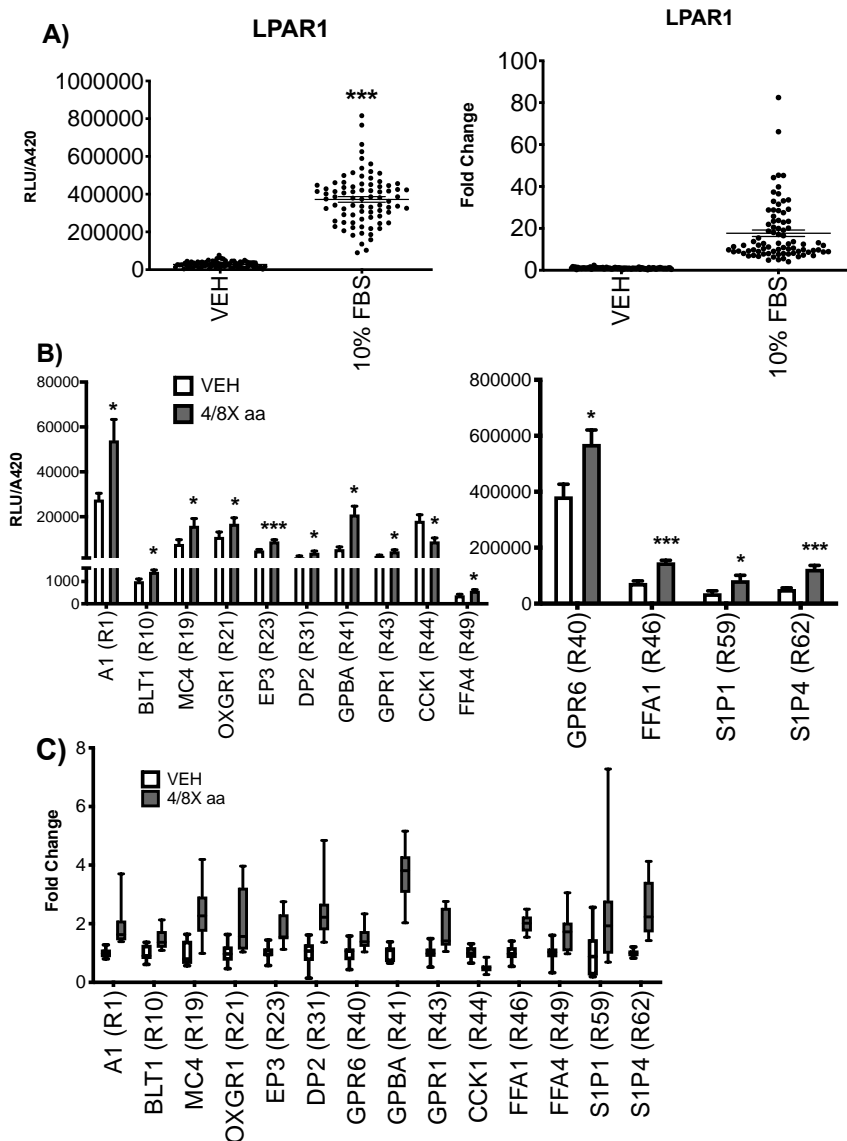 A)
LPAR1
RLU/A420
1000000
800000
600000
400000
200000
0
***
VEH
10% FBS
LPAR1
Fold Change
100
80
60
40
20
0
VEH
10% FBS
B)
RLU/A420
80000
60000
40000
20000
1000
0
VEH
4/8X aa
* * * * *** * * * * *
A1 (R1)
BLT1 (R10)
MC4 (R19)
OXGR1 (R21)
EP3 (R23)
DP2 (R31)
GPBA (R41)
GPR1 (R43)
CCK1 (R44)
FFA4 (R49)
800000
600000
400000
200000
0
* *** * ***
GPR6 (R40)
FFA1 (R46)
S1P1 (R59)
S1P4 (R62)
C)
Fold Change
8
6
4
2
0
VEH
4/8X aa
A1 (R1)
BLT1 (R10)
MC4 (R19)
OXGR1 (R21)
EP3 (R23)
DP2 (R31)
GPR6 (R40)
GPBA (R41)
GPR1 (R43)
CCK1 (R44)
FFA1 (R46)
FFA4 (R49)
S1P1 (R59)
S1P4 (R62)